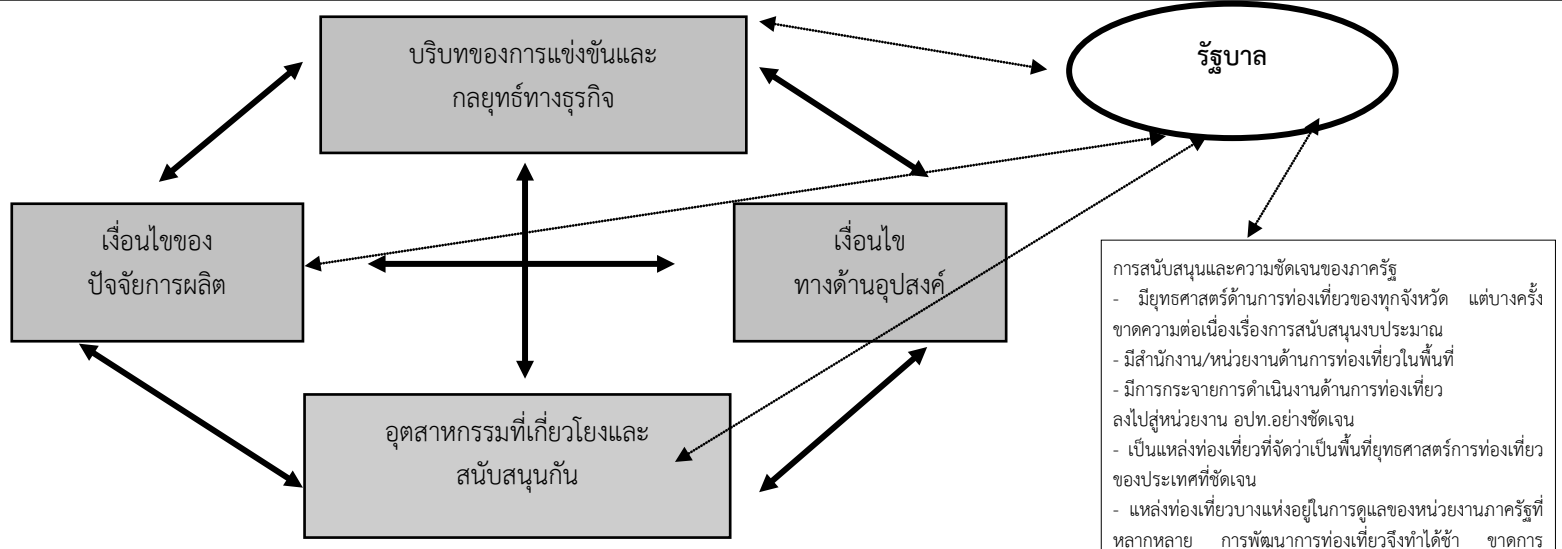 บริบทของการแข่งขันและ
กลยุทธ์ทางธุรกิจ
รัฐบาล
เงื่อนไขของ
ปัจจัยการผลิต
เงื่อนไข
ทางด้านอุปสงค์
อุตสาหกรรมที่เกี่ยวโยงและ
สนับสนุนกัน
การสนับสนุนและความชัดเจนของภาครัฐ
- มียุทธศาสตร์ด้านการท่องเที่ยวของทุกจังหวัด แต่บางครั้ง
ขาดความต่อเนื่องเรื่องการสนับสนุนงบประมาณ
- มีสำนักงาน/หน่วยงานด้านการท่องเที่ยวในพื้นที่
- มีการกระจายการดำเนินงานด้านการท่องเที่ยว
ลงไปสู่หน่วยงาน อปท.อย่างชัดเจน
- เป็นแหล่งท่องเที่ยวที่จัดว่าเป็นพื้นที่ยุทธศาสตร์การท่องเที่ยว
ของประเทศที่ชัดเจน
- แหล่งท่องเที่ยวบางแห่งอยู่ในการดูแลของหน่วยงานภาครัฐที่
หลากหลาย การพัฒนาการท่องเที่ยวจึงทำได้ช้า ขาดการ